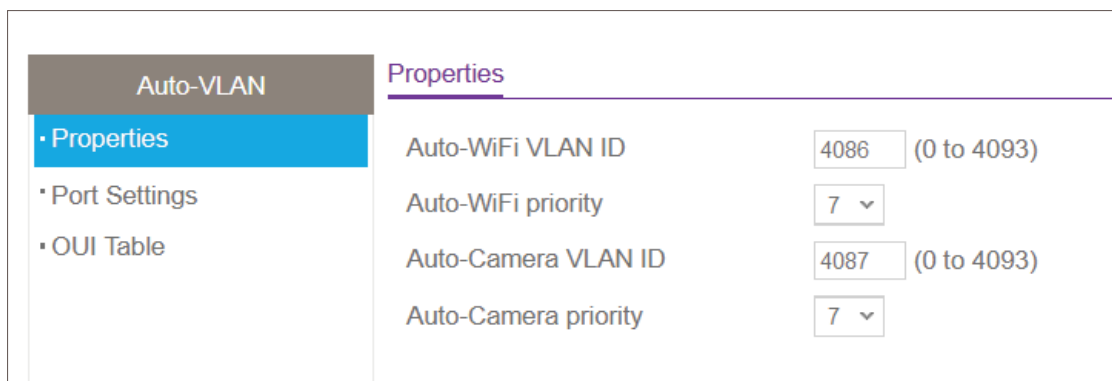 Auto-VLAN
Properties
Port Settings
OUI Table
Properties
Auto-WiFi VLAN ID 4086 (0 to 4093)
Auto-WiFi priority 7
Auto-Camera VLAN ID 4087 (0 to 4093)
Auto-Camera priority 7